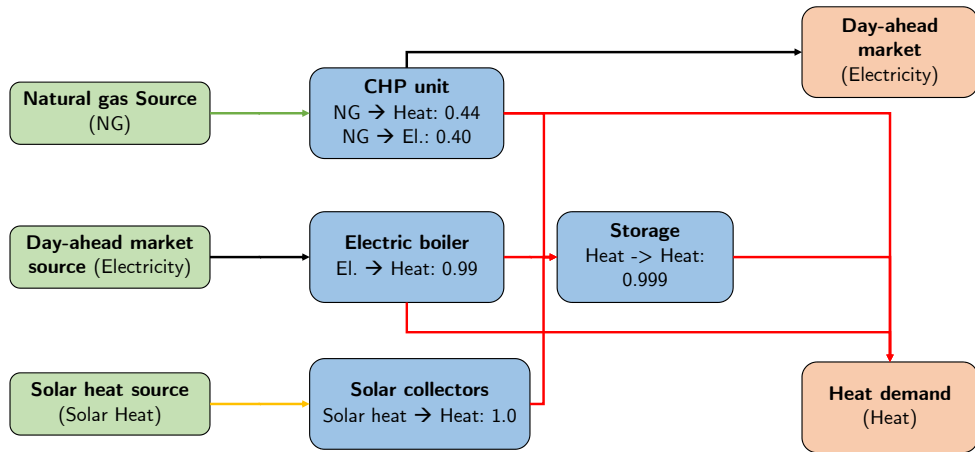 Day-ahead
market
(Electricity)
Natural gas Source
(NG)
CHP unit
NG → Heat: 0.44
NG → El.: 0.40
Day-ahead market
source (Electricity)
Electric boiler
El. → Heat: 0.99
Storage
Heat -> Heat:
0.999
Solar heat source
(Solar Heat)
Solar collectors
Solar heat → Heat: 1.0
Heat demand
(Heat)